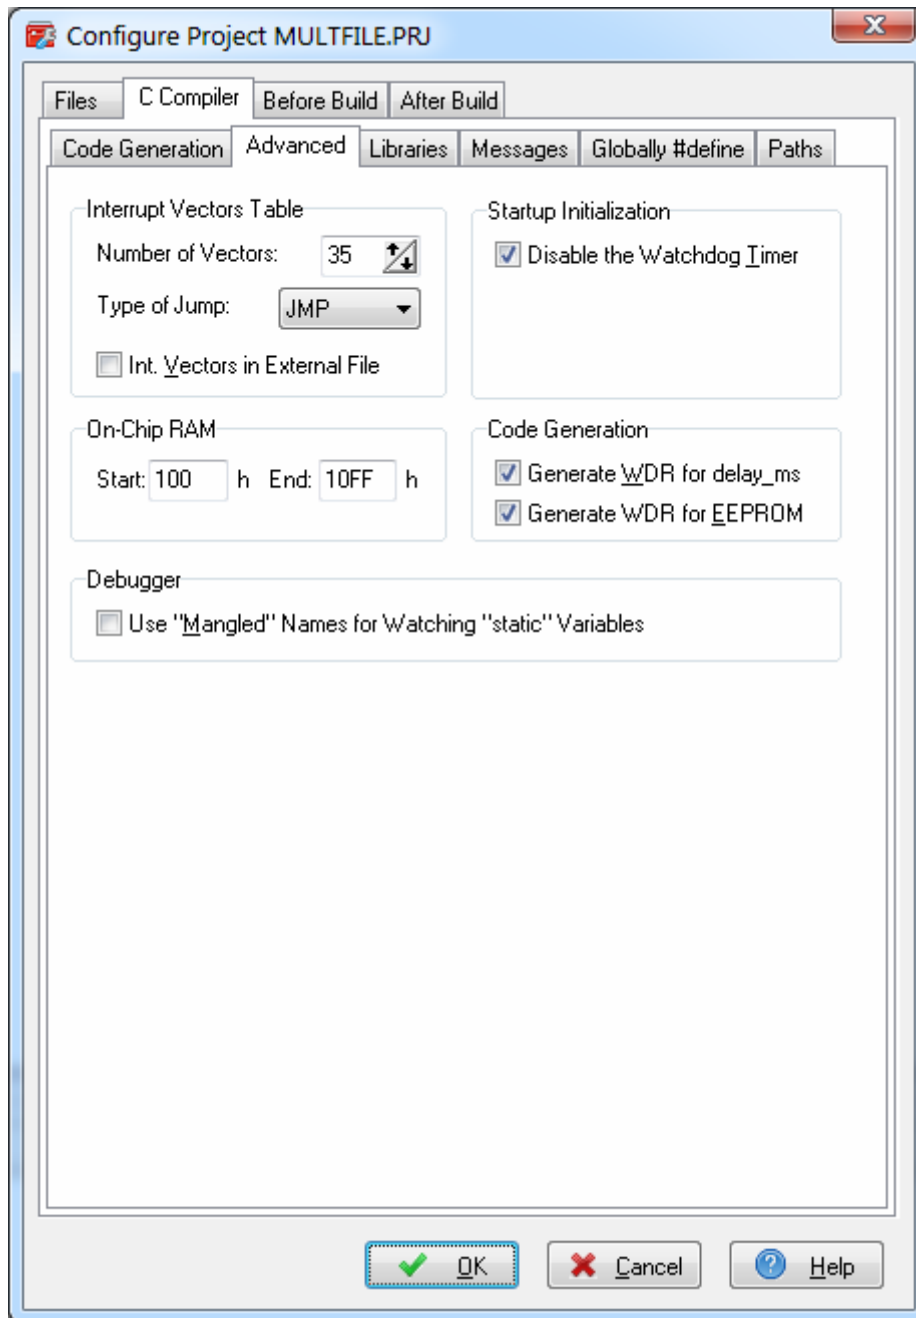 Configure Project MULTFILE.PRJ
Files C Compiler Before Build After Build
Code Generation Advanced Libraries Messages Globally #define Paths
Interrupt Vectors Table
Number of Vectors: 35
Type of Jump: JMP
Int. Vectors in External File
Startup Initialization
Disable the Watchdog Timer
On-Chip RAM
Start: 100 h End: 10FF h
Code Generation
Generate WDR for delay_ms
Generate WDR for EEPROM
Debugger
Use "Mangled" Names for Watching "static" Variables
OK Cancel Help